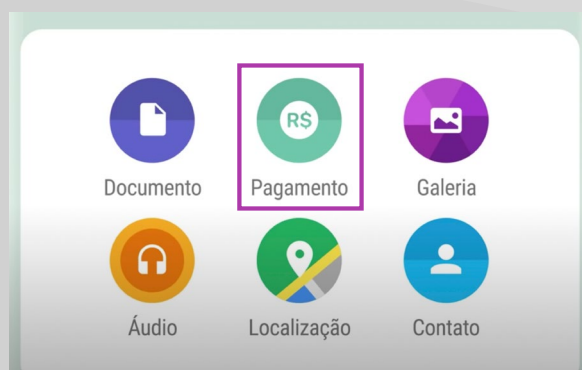 R$
Documento
Pagamento
Galeria
Áudio
Localização
Contato